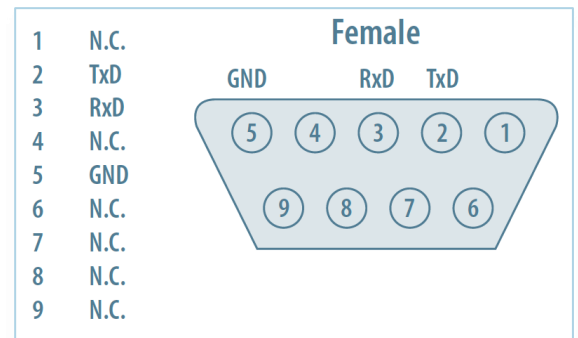 1 N.C.
2 TxD
3 RxD
4 N.C.
5 GND
6 N.C.
7 N.C.
8 N.C.
9 N.C.
Female
GND RxD TxD
5 4 3 2 1
9 8 7 6